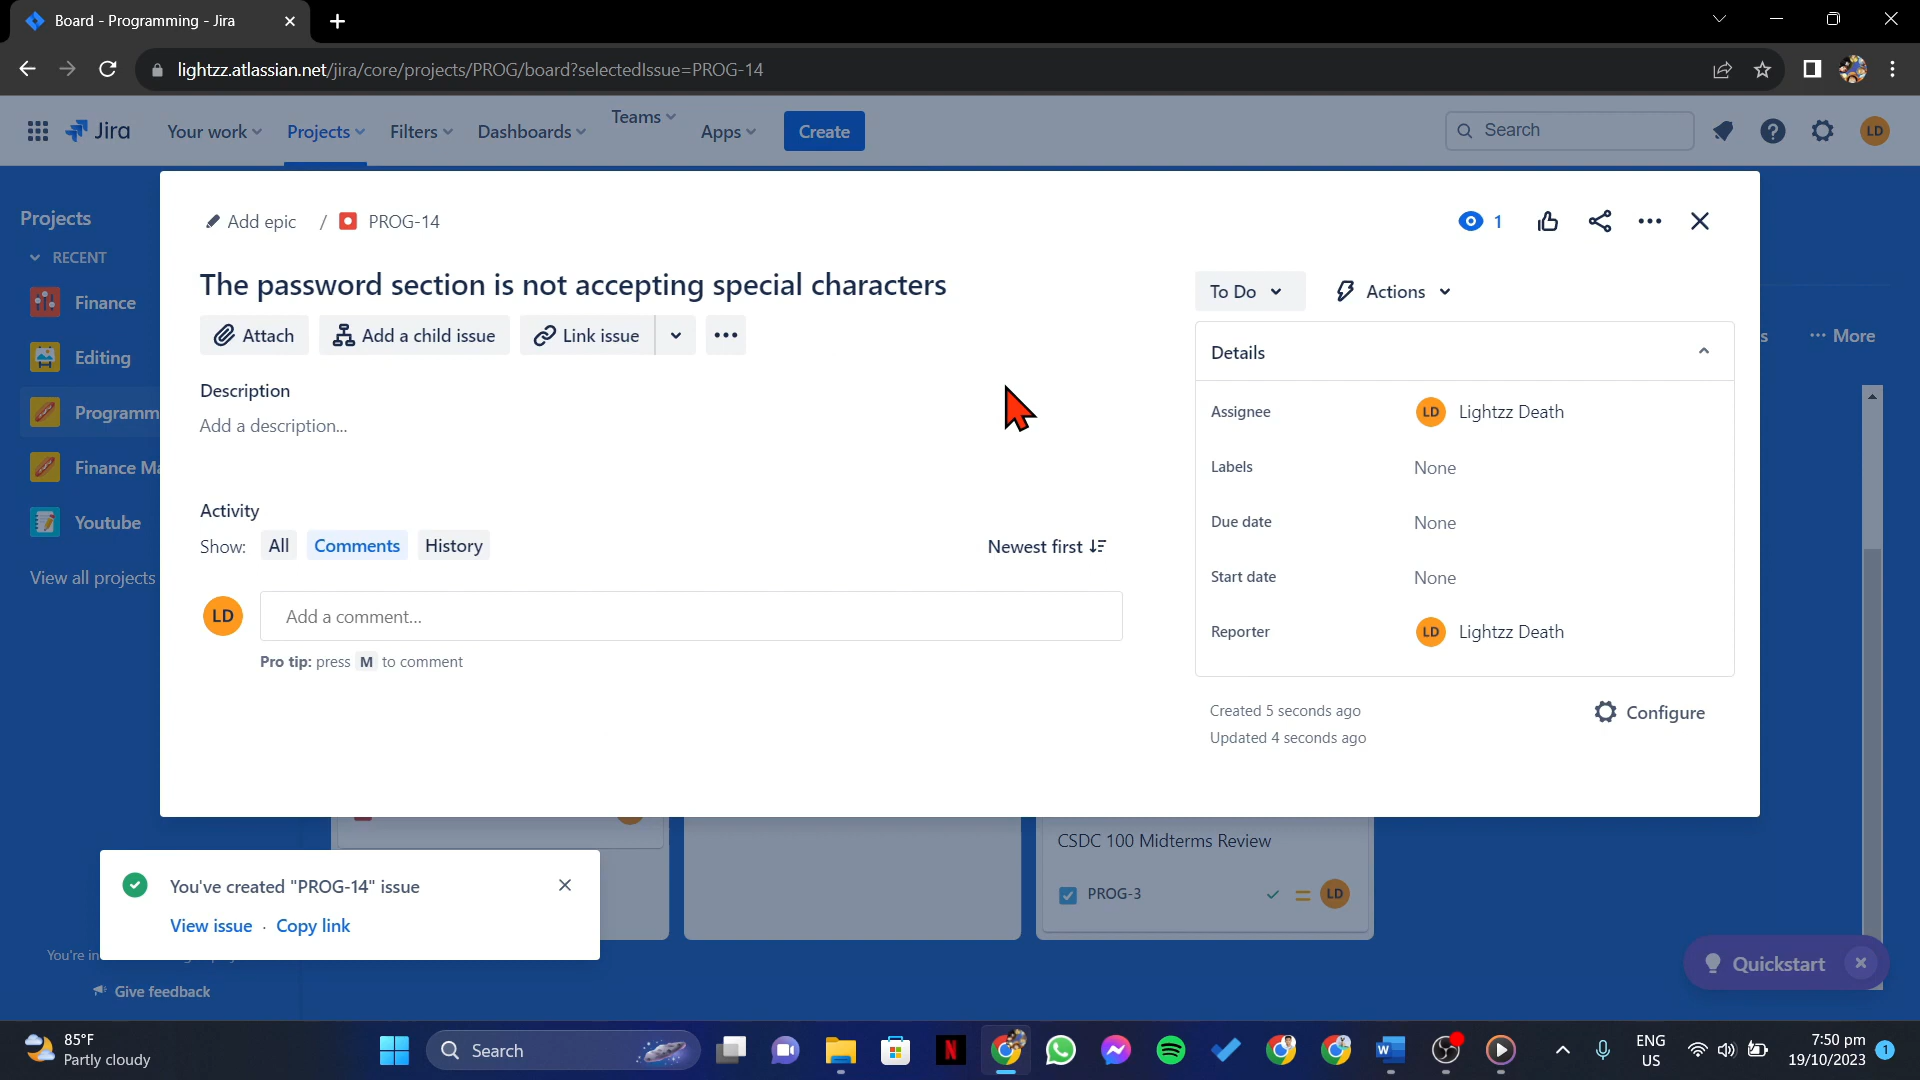 Board - Programming - Jira
lightzz.atlassian.net/jira/core/projects/PROG/board?selectedIssue=PROG-14
Jira
Your work
Projects
Filters
Dashboards
Teams
Apps
Create
Search
LD
Projects
RECENT
Finance
Editing
Programm
Finance Ma
Youtube
View all projects
Add epic / PROG-14
1
The password section is not accepting special characters
Attach
Add a child issue
Link issue
Description
Add a description...
Activity
Show: All Comments History
Newest first
LD
Add a comment...
Pro tip: press M to comment
To Do
Actions
Details
Assignee
LD Lightzz Death
Labels
None
Due date
None
Start date
None
Reporter
LD Lightzz Death
Created 5 seconds ago
Updated 4 seconds ago
Configure
s
More
CSDC 100 Midterms Review
PROG-3
LD
You've created "PROG-14" issue
View issue · Copy link
You're in
Give feedback
Quickstart
85°F
Partly cloudy
Search
ENG
US
7:50 pm
19/10/2023
1